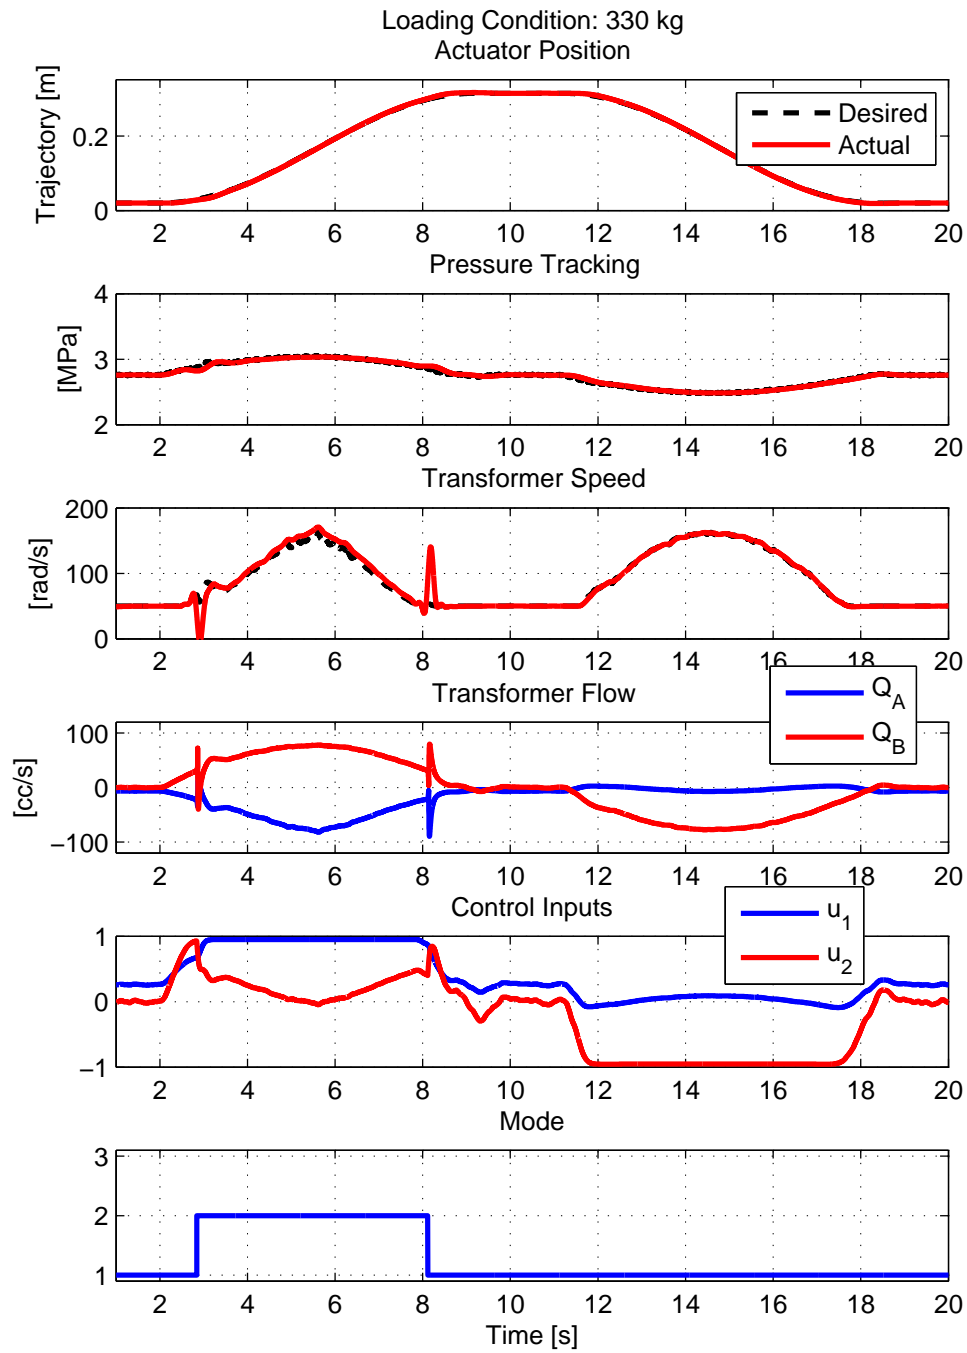 Loading Condition: 330 kg
Actuator Position
Trajectory [m]
0.2
0
Desired
Actual
2 4 6 8 10 12 14 16 18 20
Pressure Tracking
[MPa]
4
3
2
2 4 6 8 10 12 14 16 18 20
Transformer Speed
[rad/s]
200
100
0
2 4 6 8 10 12 14 16 18 20
Transformer Flow
[cc/s]
100
0
−100
Q_A
Q_B
2 4 6 8 10 12 14 16 18 20
Control Inputs
1
0
−1
u_1
u_2
2 4 6 8 10 12 14 16 18 20
Mode
3
2
1
2 4 6 8 10 12 14 16 18 20
Time [s]